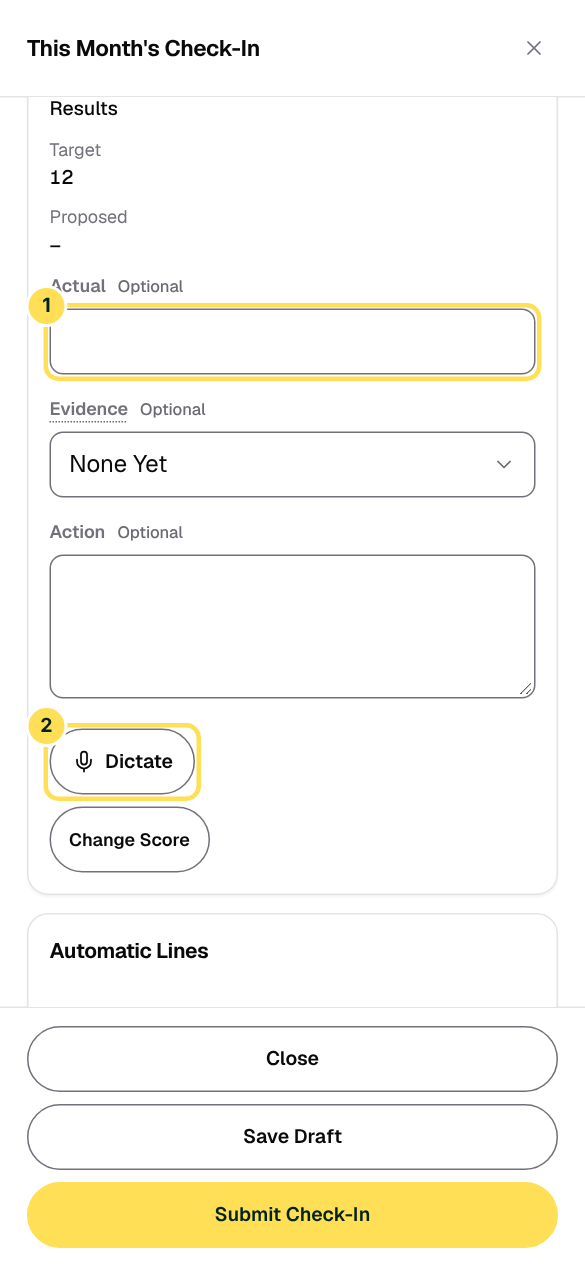 This Month's Check-In
Results
Target
12
Proposed
–
Actual Optional
1
Evidence Optional
None Yet
Action Optional
2
Dictate
Change Score
Automatic Lines
Close
Save Draft
Submit Check-In